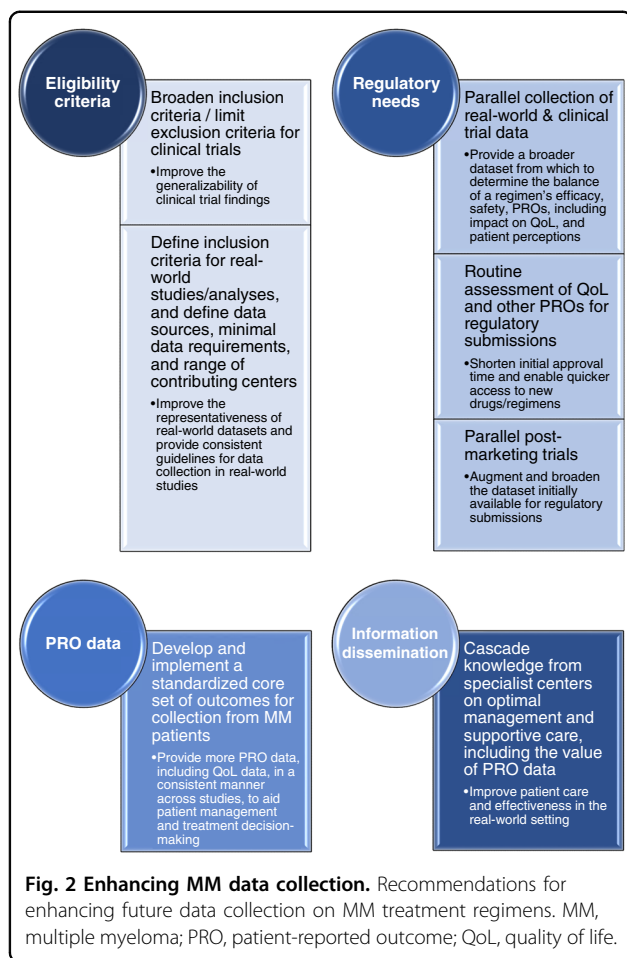 Eligibility
criteria
Broaden inclusion
criteria / limit
exclusion criteria for
clinical trials
•Improve the
generalizability of
clinical trial findings
Define inclusion
criteria for real-
world
studies/analyses,
and define data
sources, minimal
data requirements,
and range of
contributing centers
•Improve the
representativeness of
real-world datasets and
provide consistent
guidelines for data
collection in real-world
studies
Regulatory
needs
Parallel collection of
real-world & clinical
trial data
•Provide a broader
dataset from which to
determine the balance
of a regimen's efficacy,
safety, PROs, including
impact on QoL, and
patient perceptions
Routine
assessment of QoL
and other PROs for
regulatory
submissions
•Shorten initial approval
time and enable quicker
access to new
drugs/regimens
Parallel post-
marketing trials
•Augment and broaden
the dataset initially
available for regulatory
submissions
PRO data
Develop and
implement a
standardized core
set of outcomes for
collection from MM
patients
•Provide more PRO data,
including QoL data, in a
consistent manner
across studies, to aid
patient management
and treatment decision-
making
Information
dissemination
Cascade
knowledge from
specialist centers
on optimal
management and
supportive care,
including the value
of PRO data
•Improve patient care
and effectiveness in the
real-world setting
Fig. 2 Enhancing MM data collection. Recommendations for
enhancing future data collection on MM treatment regimens. MM,
multiple myeloma; PRO, patient-reported outcome; QoL, quality of life.